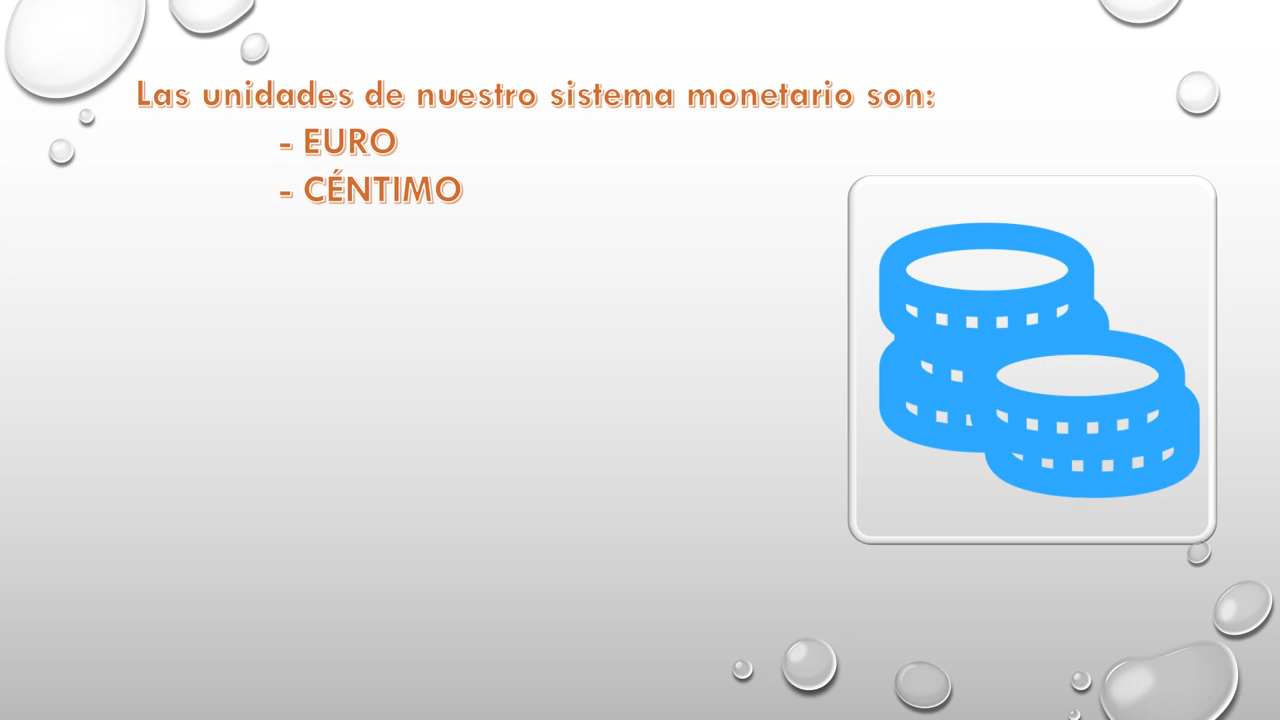 Las unidades de nuestro sistema monetario son:
- EURO
- CÉNTIMO